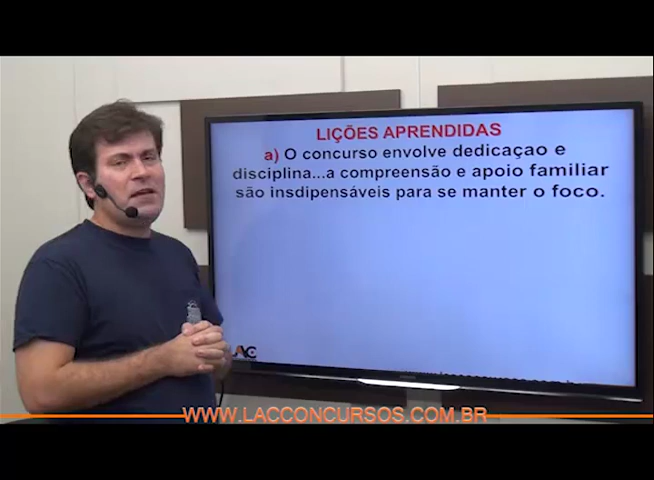 LIÇÕES APRENDIDAS
a) O concurso envolve dedicaçao e
disciplina...a compreensão e apoio familiar
são insdipensáveis para se manter o foco.
WWW.LACCONCURSOS.COM.BR